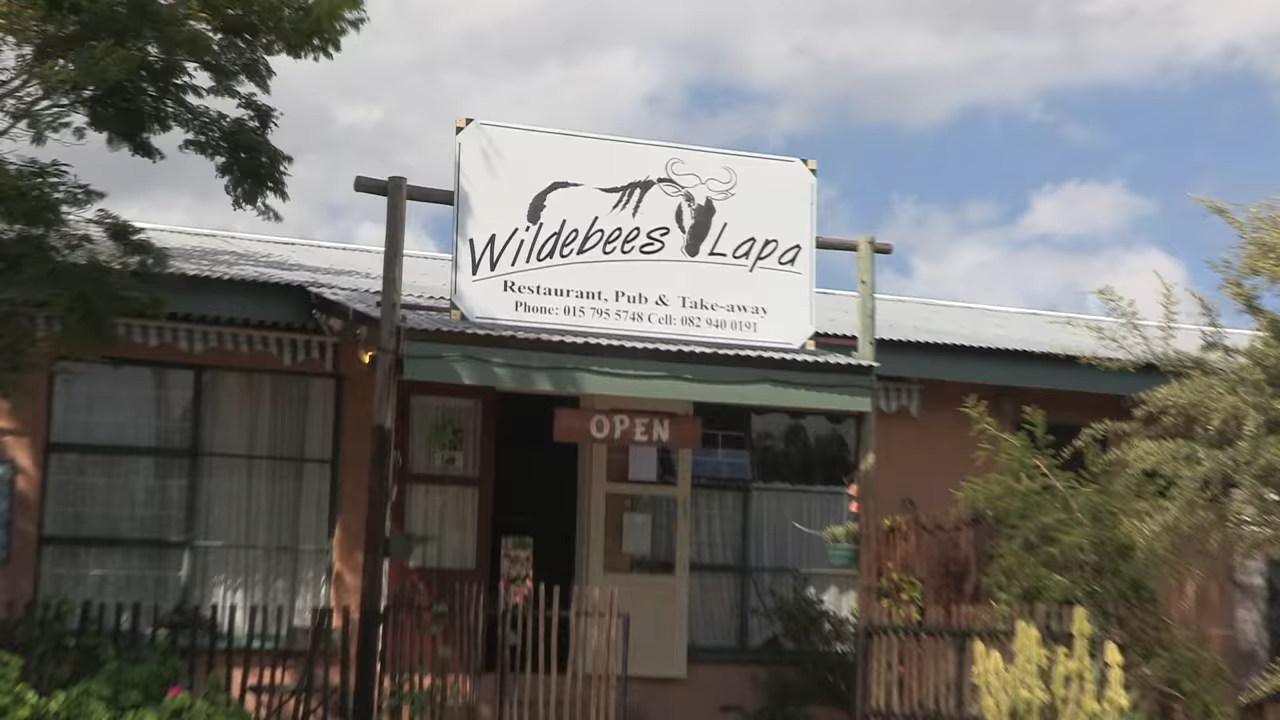 Wildebees Lapa
Restaurant, Pub & Take-away
Phone: 015 795 5748 Cell: 082 940 0191
OPEN